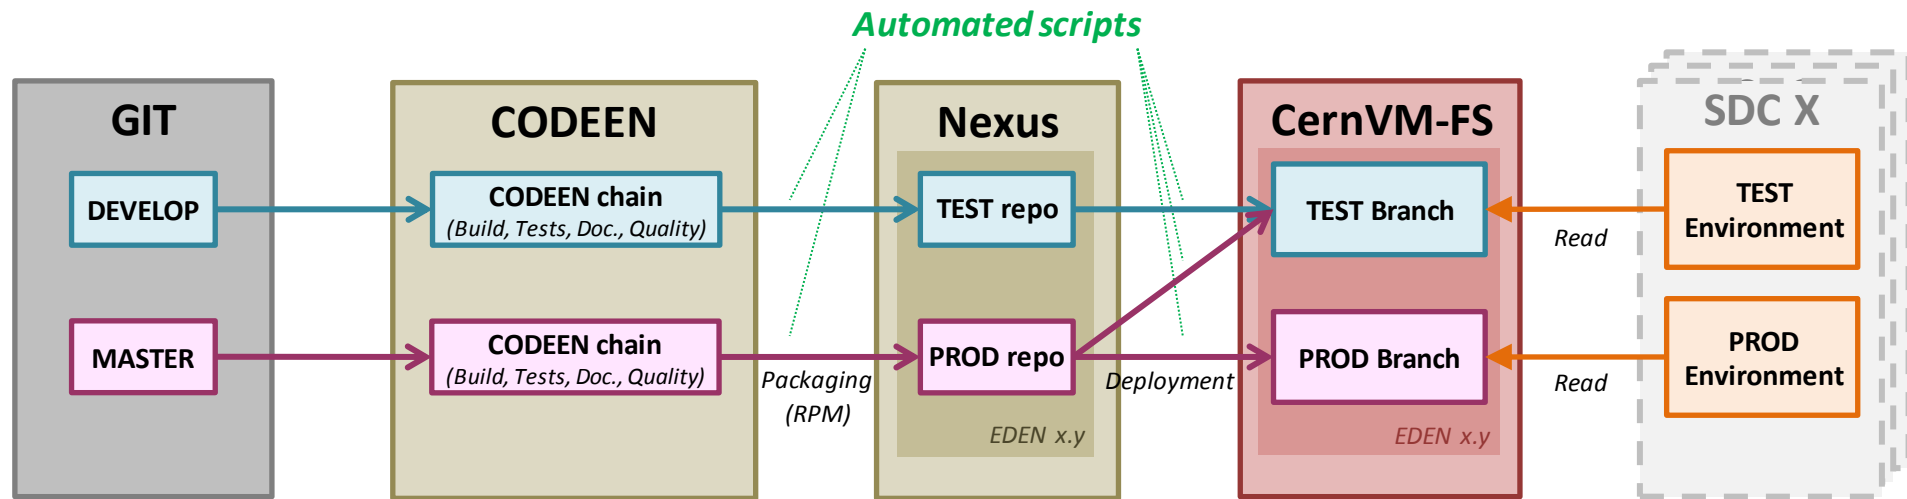 Automated scripts
GIT
DEVELOP
MASTER
CODEEN
CODEEN chain
(Build, Tests, Doc., Quality)
CODEEN chain
(Build, Tests, Doc., Quality)
Packaging
(RPM)
Nexus
TEST repo
PROD repo
EDEN x.y
Deployment
CernVM-FS
TEST Branch
PROD Branch
EDEN x.y
Read
Read
SDC X
TEST
Environment
PROD
Environment